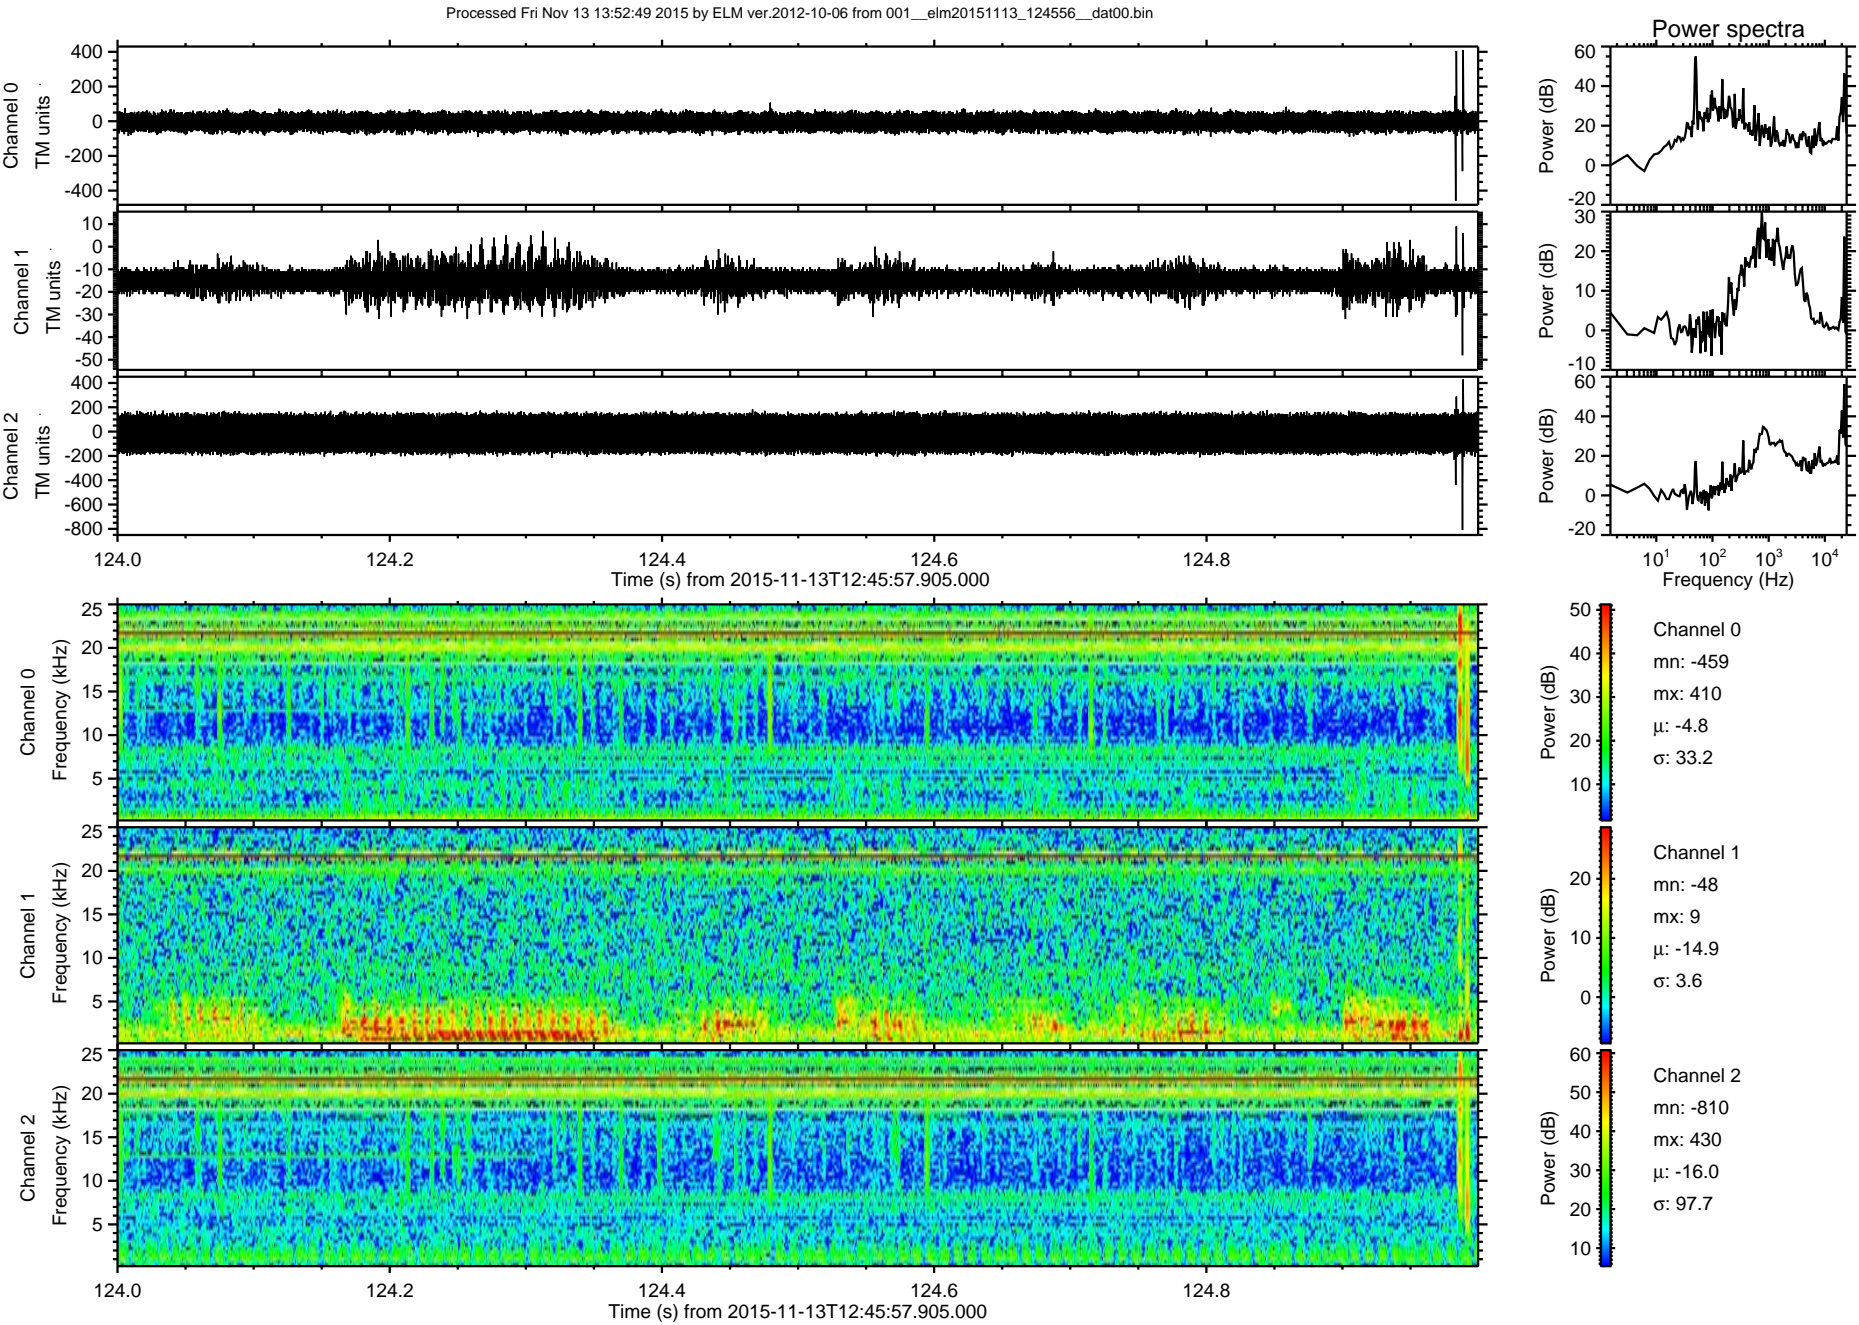 Processed Fri Nov 13 13:52:49 2015 by ELM ver.2012-10-06 from 001__elm20151113_124556__dat00.bin
Power spectra
Channel 0
TM units
400
200
0
-200
-400
Power (dB)
60
40
20
0
-20
Channel 1
TM units
10
0
-10
-20
-30
-40
-50
Power (dB)
30
20
10
0
-10
Channel 2
TM units
400
200
0
-200
-400
-600
-800
Power (dB)
60
40
20
0
-20
124.0 124.2 124.4 124.6 124.8
Time (s) from 2015-11-13T12:45:57.905.000
10¹ 10² 10³ 10⁴
Frequency (Hz)
Channel 0
Frequency (kHz)
25
20
15
10
5
Power (dB)
50
40
30
20
10
Channel 0
mn: -459
mx: 410
μ: -4.8
σ: 33.2
Channel 1
Frequency (kHz)
25
20
15
10
5
Power (dB)
20
10
0
Channel 1
mn: -48
mx: 9
μ: -14.9
σ: 3.6
Channel 2
Frequency (kHz)
25
20
15
10
5
Power (dB)
60
50
40
30
20
10
Channel 2
mn: -810
mx: 430
μ: -16.0
σ: 97.7
124.0 124.2 124.4 124.6 124.8
Time (s) from 2015-11-13T12:45:57.905.000